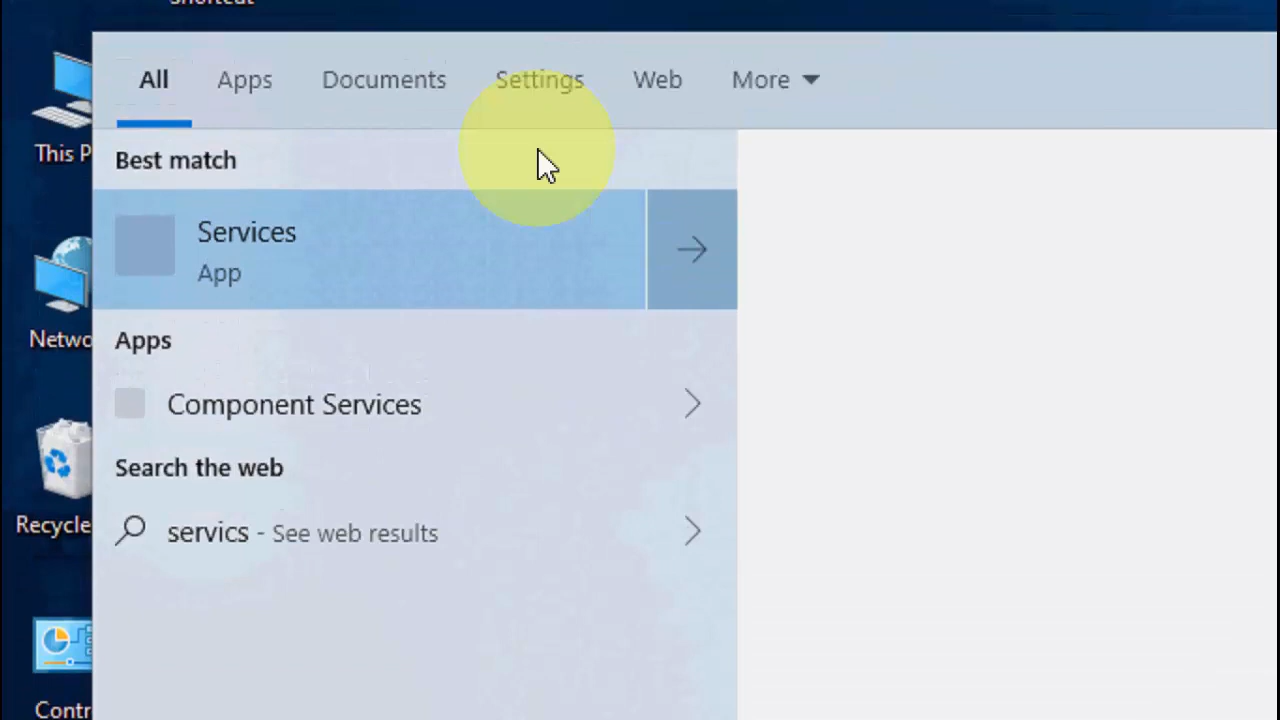 shortcut
All Apps Documents Settings Web More
This P
Best match
Services
App
Netwo
Apps
Component Services
Search the web
Recycle
servics - See web results
Contr